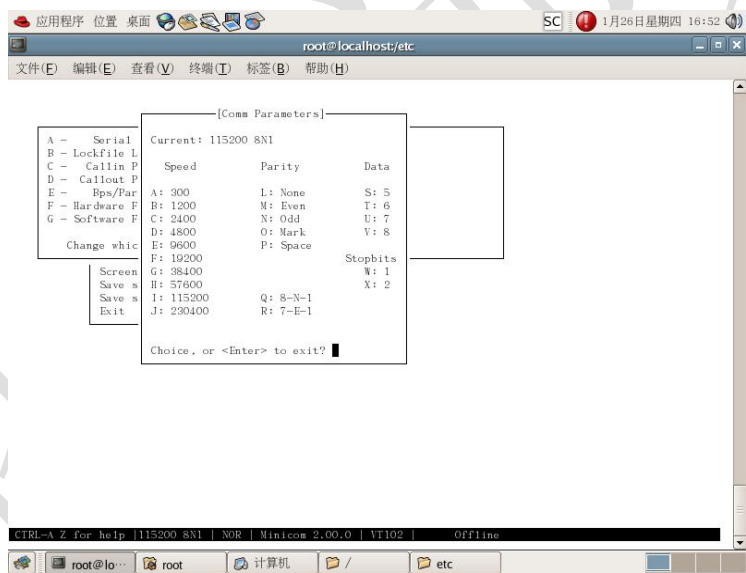 应用程序 位置 桌面 SC 1月26日星期四 16:52
root@localhost:/etc
文件(F) 编辑(E) 查看(V) 终端(T) 标签(B) 帮助(H)
[Comm Parameters]
A - Serial Current: 115200 8N1
B - Lockfile L
C - Callin P Speed Parity Data
D - Callout P
E - Bps/Par A: 300 L: None S: 5
F - Hardware F B: 1200 M: Even T: 6
G - Software F C: 2400 N: Odd U: 7
D: 4800 O: Mark V: 8
Change whic E: 9600 P: Space
F: 19200 Stopbits
Screen G: 38400 W: 1
Save s H: 57600 X: 2
Save s I: 115200 Q: 8-N-1
Exit J: 230400 R: 7-E-1
Choice, or <Enter> to exit?
CTRL-A Z for help |115200 8N1 | NOR | Minicom 2.00.0 | VT102 | Offline
root@lo… root 计算机 / etc